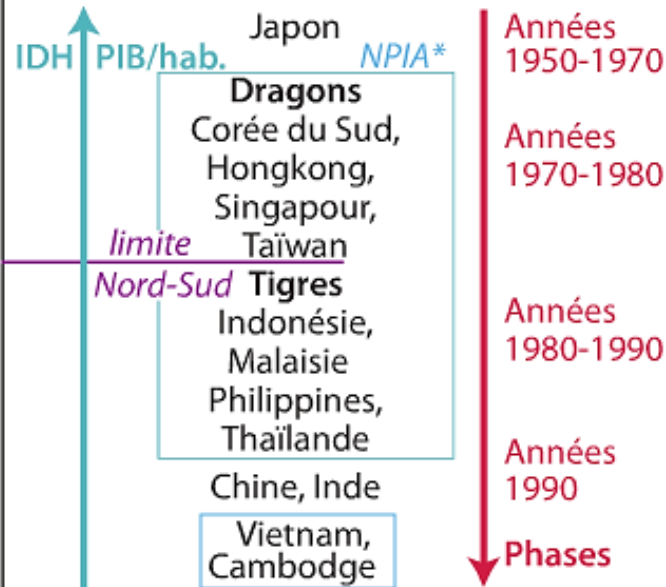 Japon
IDH PIB/hab.
NPIA*
Dragons
Corée du Sud,
Hongkong,
Singapour,
Taïwan
limite
Nord-Sud
Tigres
Indonésie,
Malaisie
Philippines,
Thaïlande
Chine, Inde
Vietnam,
Cambodge
Années
1950-1970
Années
1970-1980
Années
1980-1990
Années
1990
Phases